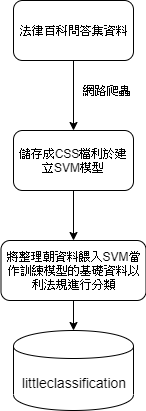 法律百科問答集資料
網路爬蟲
儲存成CSS檔利於建
立SVM模型
將整理朝資料餵入SVM當
作訓練模型的基礎資料以
利法規進行分類
littleclassification